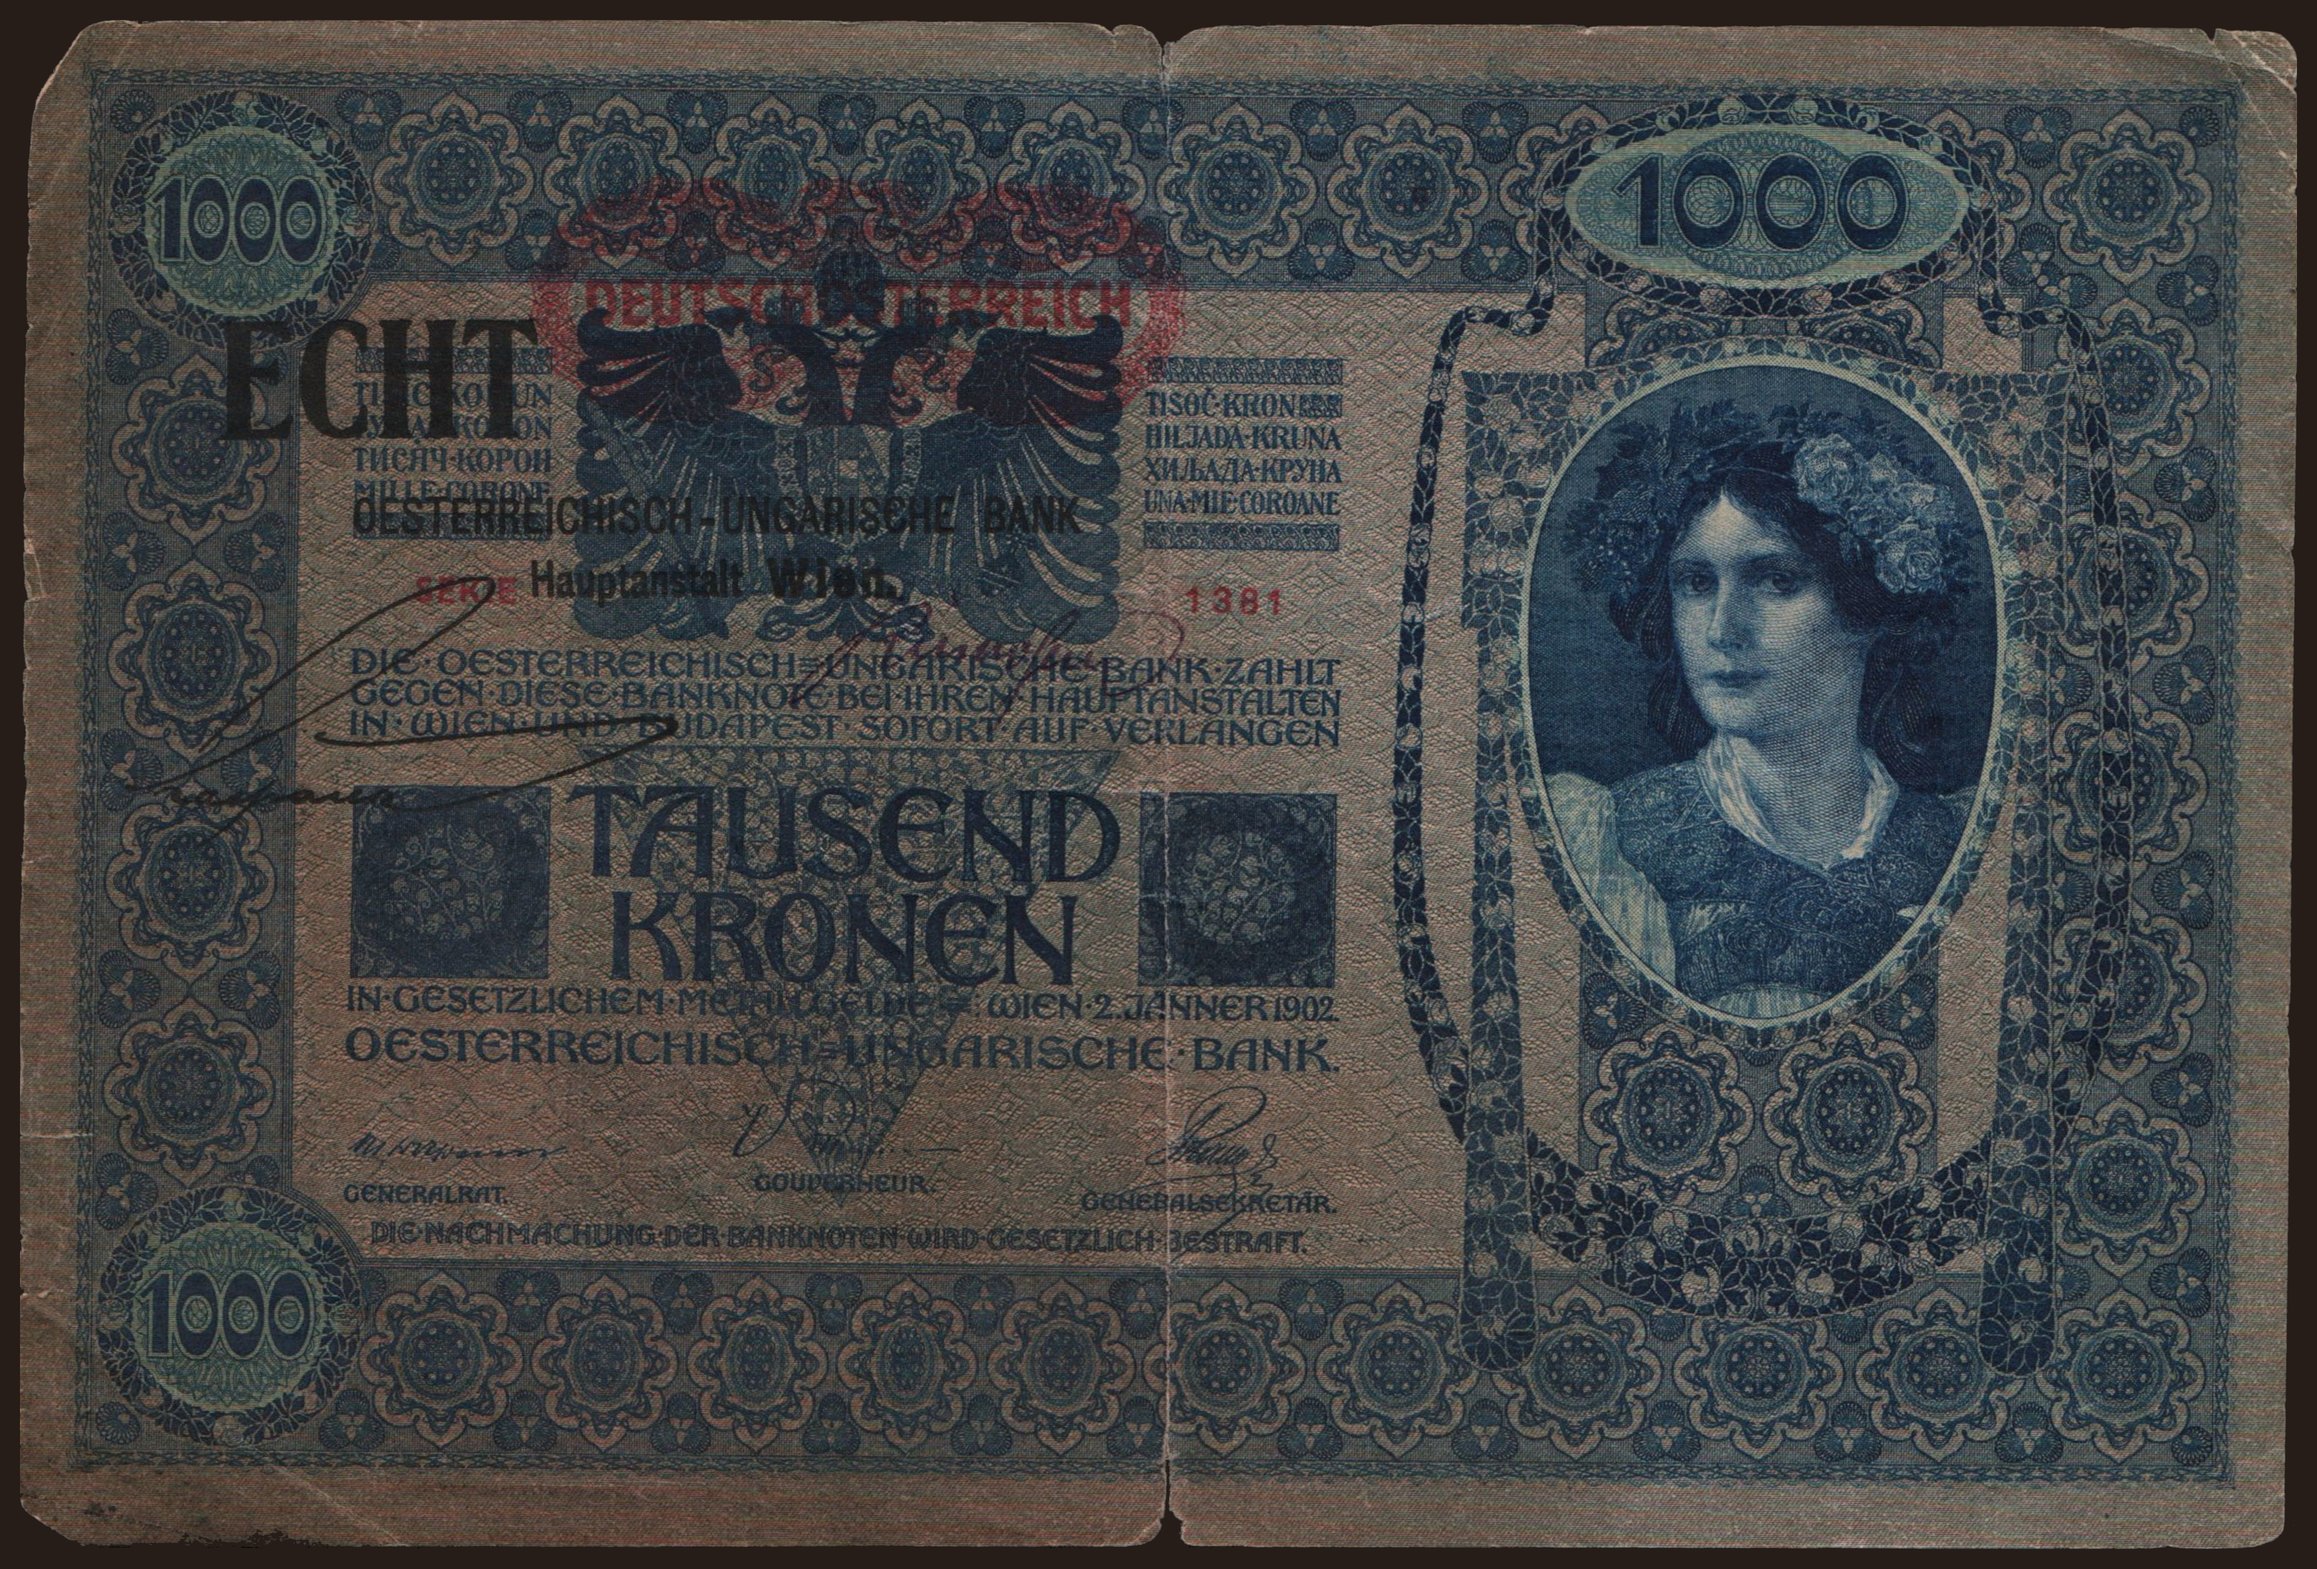 1000
1000
DEUTSCHÖSTERREICH
ECHT
ТИСЯЧ·КОРОН
MILLE·CORONE
TISOČ·KRON
HILJADA·KRUNA
ХИЉАДА·КРУНА
UNA·MIE·COROANE
OESTERREICHISCH-UNGARISCHE BANK
Hauptanstalt Wien.
SERIE 1381
DIE·OESTERREICHISCH=UNGARISCHE·BANK·ZAHLT
GEGEN·DIESE·BANKNOTE·BEI·IHREN·HAUPTANSTALTEN
IN·WIEN·UND·BUDAPEST·SOFORT·AUF·VERLANGEN
TAUSEND
KRONEN
IN·GESETZLICHEM·METALLGELDE=:WIEN·2.JÄNNER 1902.
OESTERREICHISCH=UNGARISCHE·BANK.
GENERALRAT.
GOUVERNEUR.
GENERALSEKRETÄR.
DIE·NACHMACHUNG·DER·BANKNOTEN·WIRD·GESETZLICH·BESTRAFT.
1000